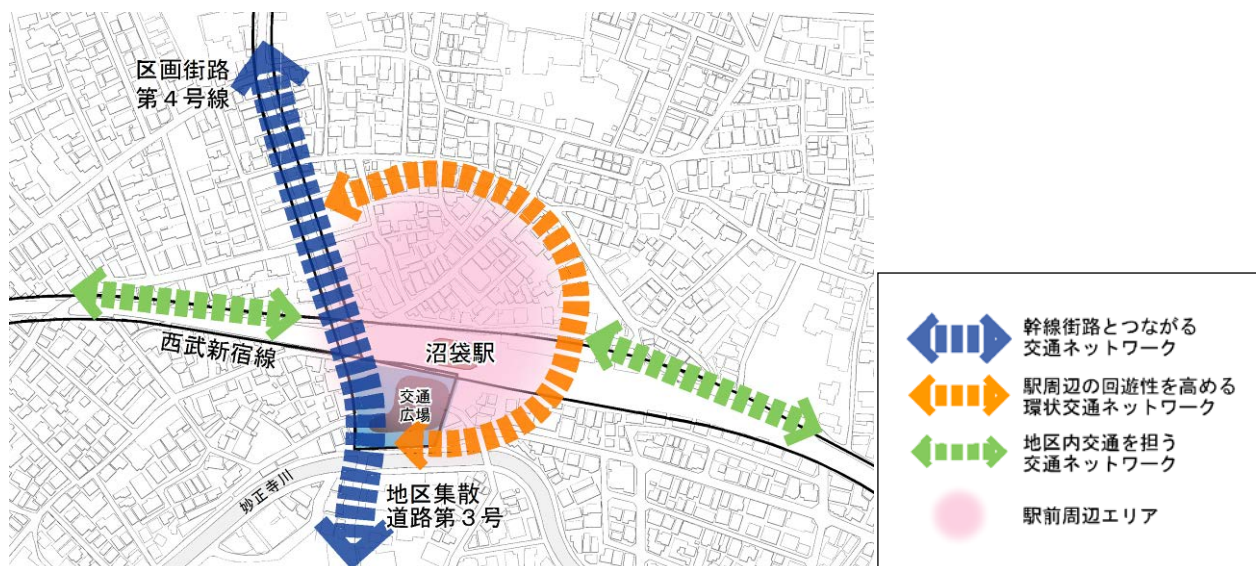 区画街路
第４号線
西武新宿線
沼袋駅
交通
広場
妙正寺川
地区集散
道路第３号
幹線街路とつながる
交通ネットワーク
駅周辺の回遊性を高める
環状交通ネットワーク
地区内交通を担う
交通ネットワーク
駅前周辺エリア